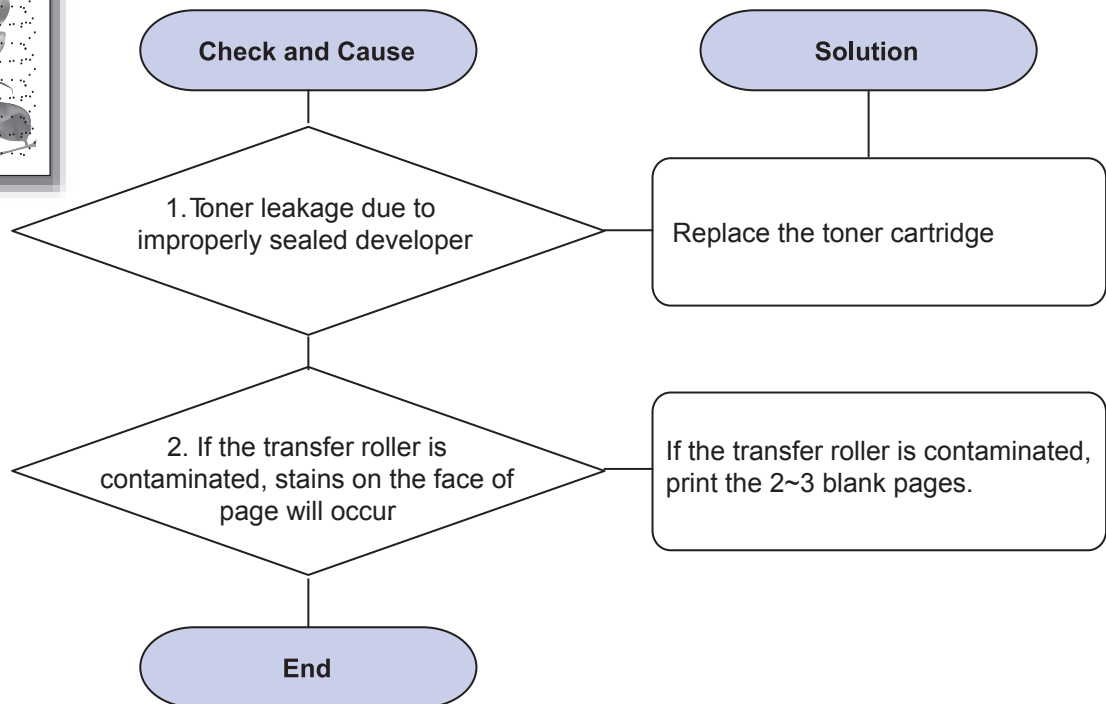 Check and Cause
Solution
1.Toner leakage due to
improperly sealed developer
Replace the toner cartridge
2. If the transfer roller is
contaminated, stains on the face of
page will occur
If the transfer roller is contaminated,
print the 2~3 blank pages.
End